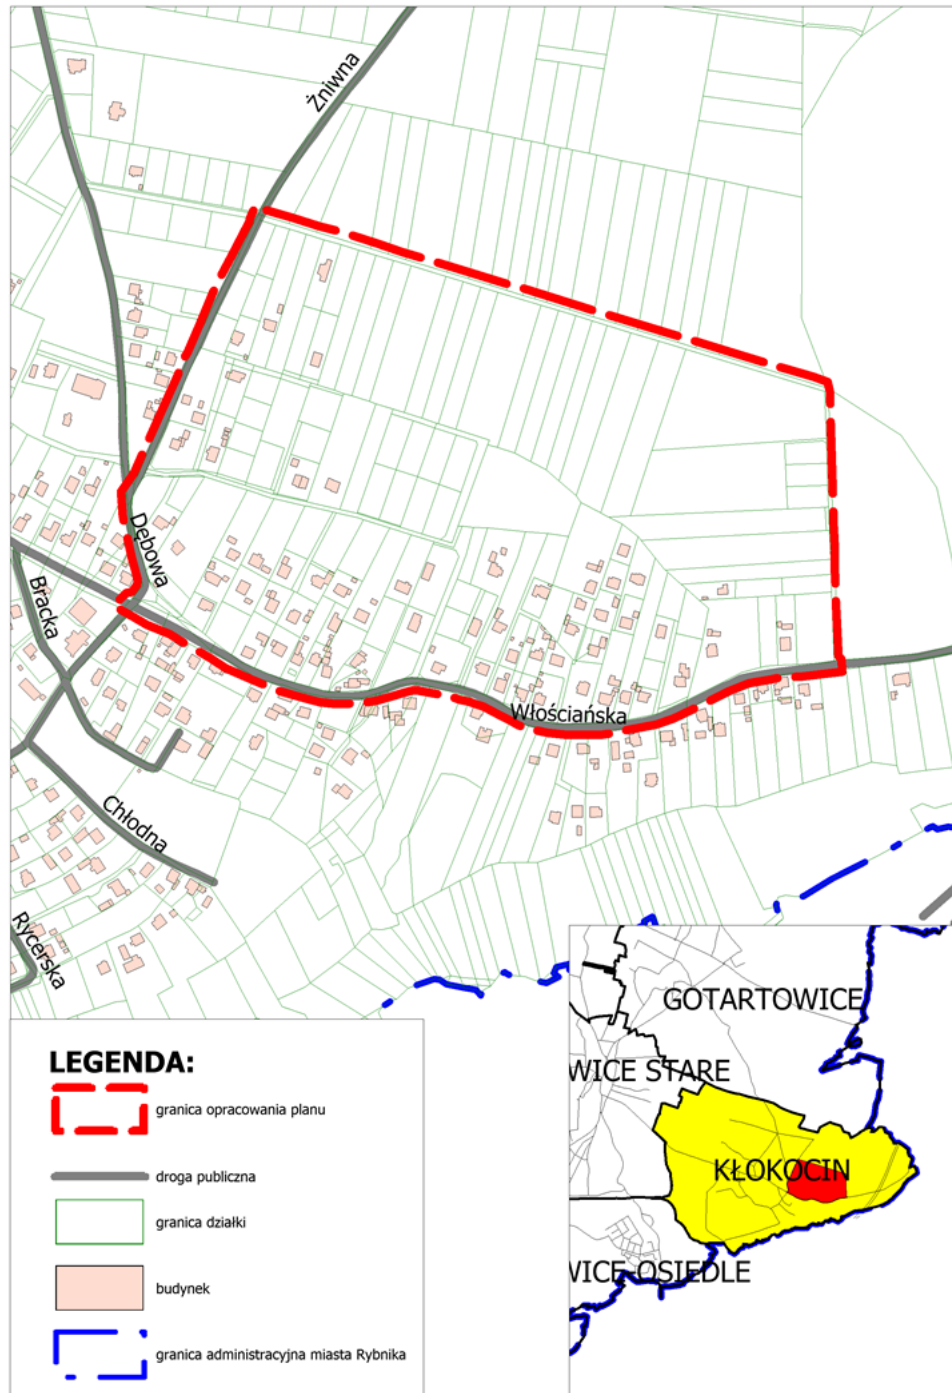 Żniwna
Dębowa
Bracka
Włościańska
Chłodna
Rycerska
GOTARTOWICE
WICE STARE
KŁOKOCIN
WICE-OSIEDLE
LEGENDA:
granica opracowania planu
droga publiczna
granica działki
budynek
granica administracyjna miasta Rybnika